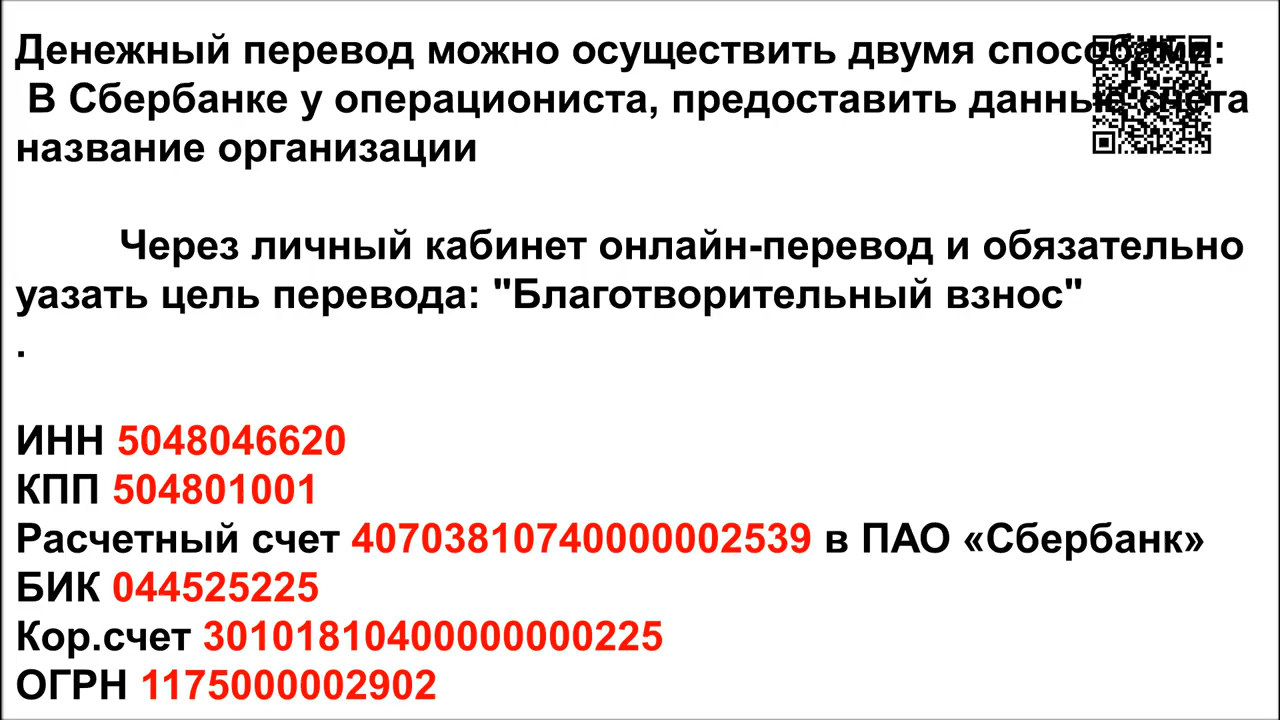 Денежный перевод можно осуществить двумя способами:
В Сбербанке у операциониста, предоставить данные счета
название организации
Через личный кабинет онлайн-перевод и обязательно
уазать цель перевода: "Благотворительный взнос"
.
ИНН 5048046620
КПП 504801001
Расчетный счет 40703810740000002539 в ПАО «Сбербанк»
БИК 044525225
Кор.счет 30101810400000000225
ОГРН 1175000002902